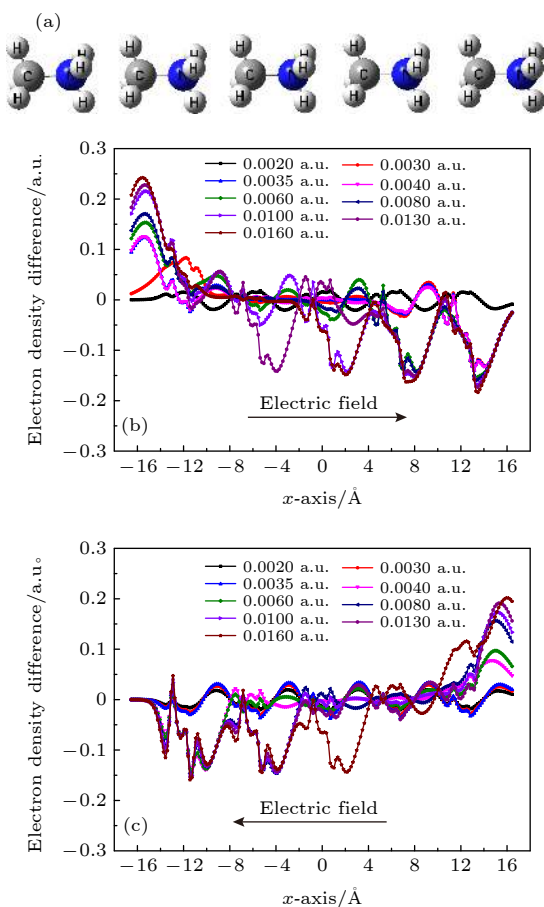 (a)
H H H H H H H H H H H H H H H
C N C N C N C N C N
H H H H H H H H H H
0.3
0.2
0.1
0
−0.1
−0.2
−0.3
Electron density difference/a.u.
0.0020 a.u. 0.0030 a.u.
0.0035 a.u. 0.0040 a.u.
0.0060 a.u. 0.0080 a.u.
0.0100 a.u. 0.0130 a.u.
0.0160 a.u.
Electric field
(b)
−16 −12 −8 −4 0 4 8 12 16
x-axis/Å
0.3
0.2
0.1
0
−0.1
−0.2
−0.3
Electron density difference/a.u。
0.0020 a.u. 0.0030 a.u.
0.0035 a.u. 0.0040 a.u.
0.0060 a.u. 0.0080 a.u.
0.0100 a.u. 0.0130 a.u.
0.0160 a.u.
Electric field
(c)
−16 −12 −8 −4 0 4 8 12 16
x-axis/Å